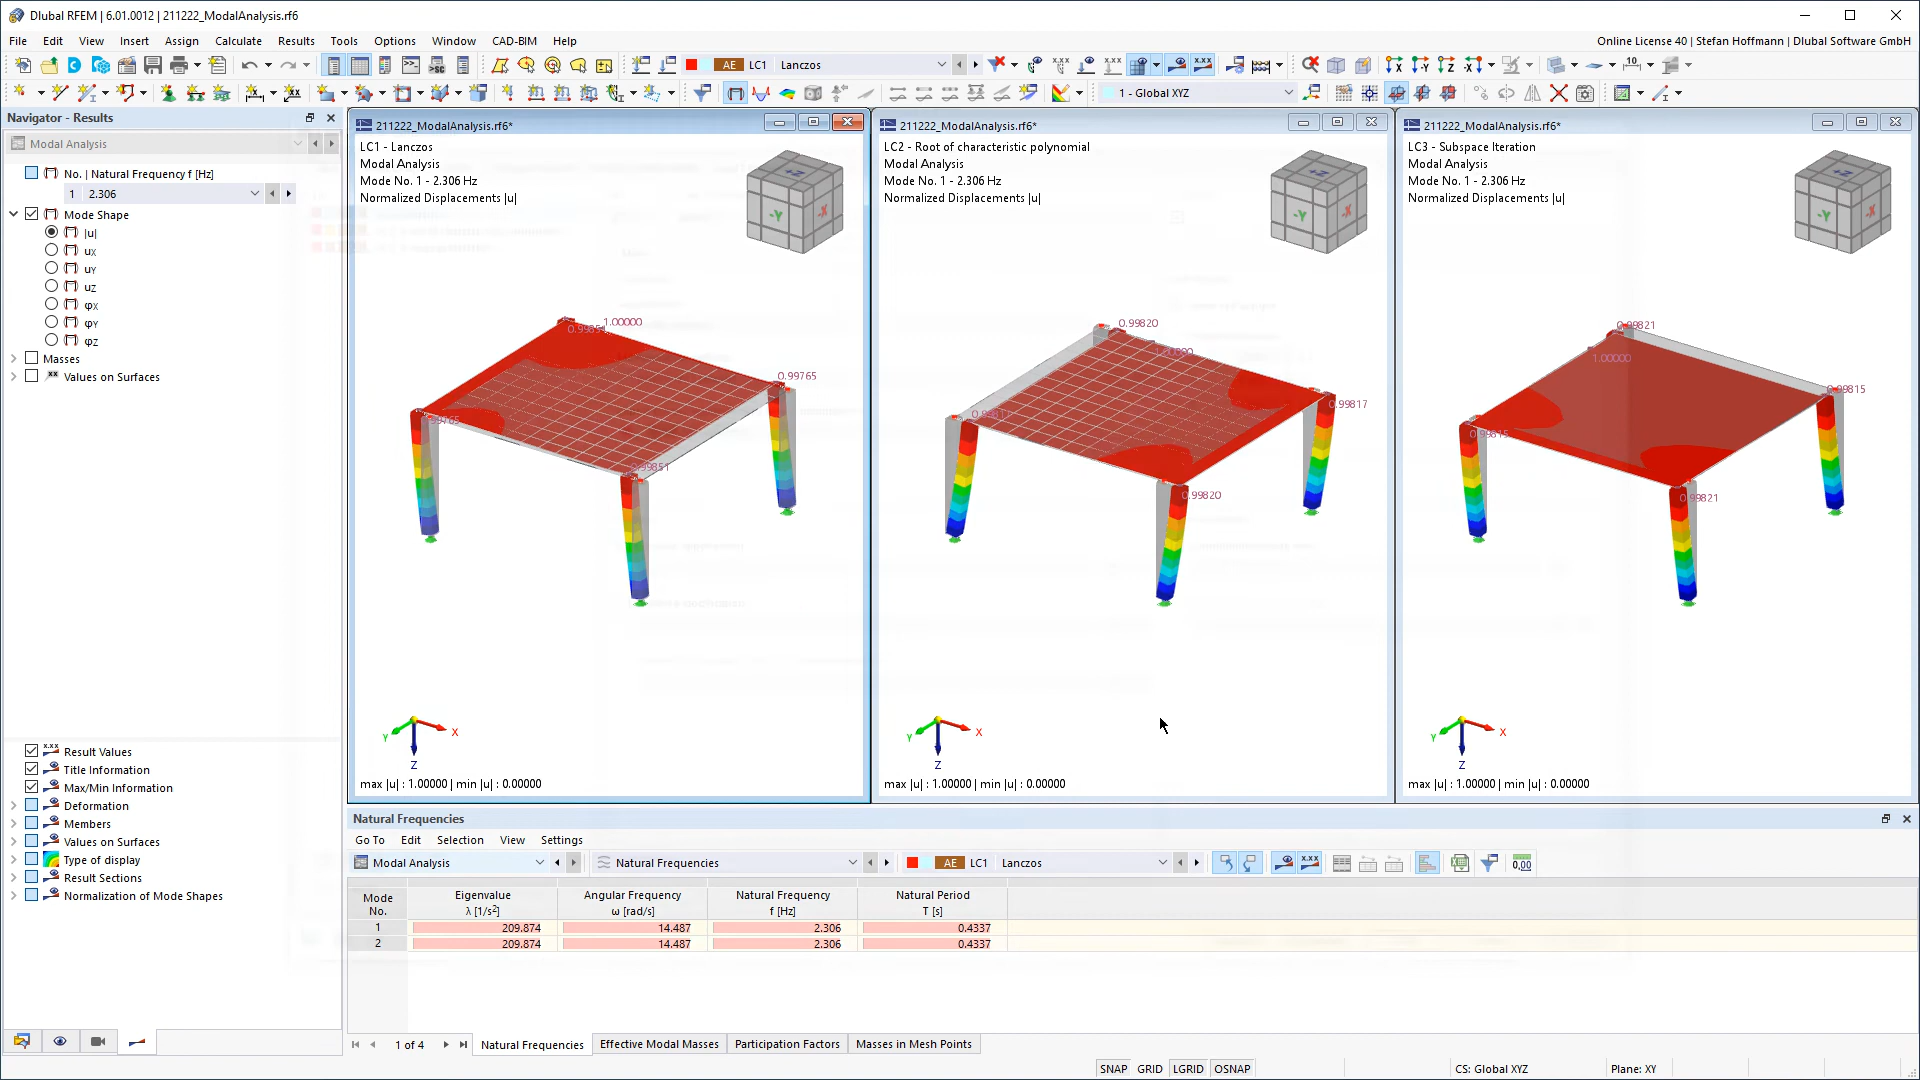 Dlubal RFEM | 6.01.0012 | 211222_ModalAnalysis.rf6
File Edit View Insert Assign Calculate Results Tools Options Window CAD-BIM Help
Online License 40 | Stefan Hoffmann | Dlubal Software GmbH
AE LC1 Lanczos
1 - Global XYZ
Navigator - Results
Modal Analysis
No. | Natural Frequency f [Hz]
1 2.306
Mode Shape
|u|
uX
uY
uZ
φX
φY
φZ
Masses
Values on Surfaces
Result Values
Title Information
Max/Min Information
Deformation
Members
Values on Surfaces
Type of display
Result Sections
Normalization of Mode Shapes
211222_ModalAnalysis.rf6*
LC1 - Lanczos
Modal Analysis
Mode No. 1 - 2.306 Hz
Normalized Displacements |u|
-Y -X
1.00000
0.99765
0.99851
X
Y
Z
max |u| : 1.00000 | min |u| : 0.00000
211222_ModalAnalysis.rf6*
LC2 - Root of characteristic polynomial
Modal Analysis
Mode No. 1 - 2.306 Hz
Normalized Displacements |u|
-Y -X
0.99820
1.00000
0.99817
0.99820
X
Y
Z
max |u| : 1.00000 | min |u| : 0.00000
211222_ModalAnalysis.rf6*
LC3 - Subspace Iteration
Modal Analysis
Mode No. 1 - 2.306 Hz
Normalized Displacements |u|
-Y -X
0.99821
1.00000
0.99815
0.99815
0.99821
X
Y
Z
max |u| : 1.00000 | min |u| : 0.00000
Natural Frequencies
Go To Edit Selection View Settings
Modal Analysis Natural Frequencies AE LC1 Lanczos
Mode No. Eigenvalue λ [1/s2] Angular Frequency ω [rad/s] Natural Frequency f [Hz] Natural Period T [s]
1 209.874 14.487 2.306 0.4337
2 209.874 14.487 2.306 0.4337
1 of 4 Natural Frequencies Effective Modal Masses Participation Factors Masses in Mesh Points
SNAP GRID LGRID OSNAP CS: Global XYZ Plane: XY